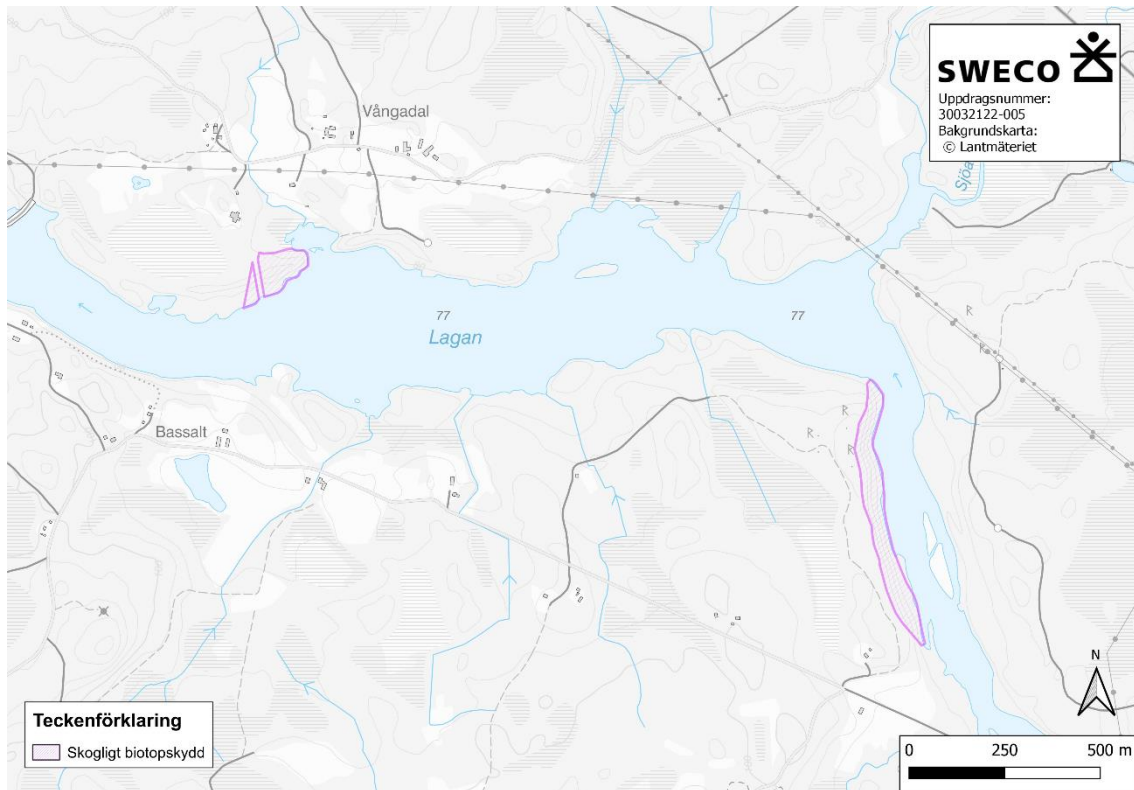 SWECO
Uppdragsnummer:
30032122-005
Bakgrundskarta:
© Lantmäteriet
Vångadal
77
77
Lagan
R
R
R
R.
R
Bassalt
N
Teckenförklaring
Skogligt biotopskydd
0 250 500 m